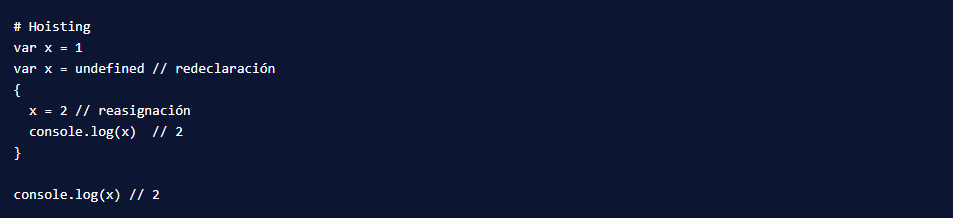 # Hoisting
var x = 1
var x = undefined // redeclaración
{
  x = 2 // reasignación
  console.log(x)  // 2
}
console.log(x) // 2